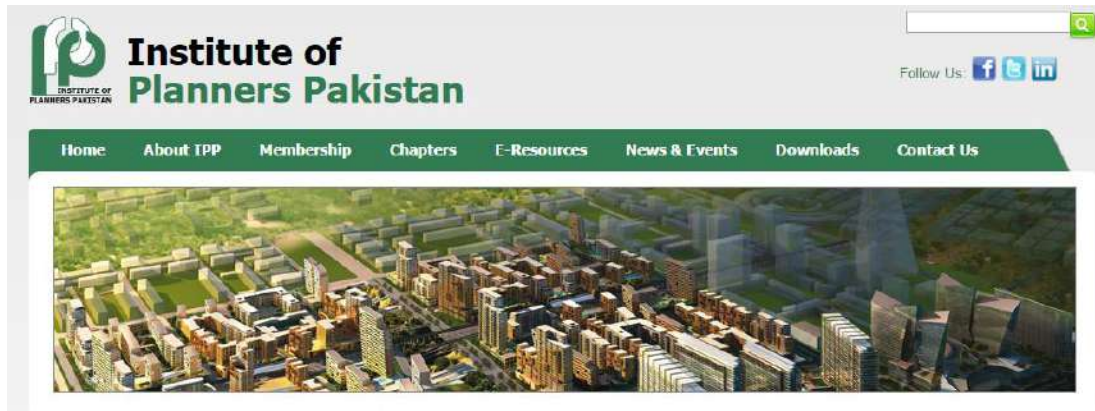 INSTITUTE OF
PLANNERS PAKISTAN
Institute of
Planners Pakistan
Follow Us:
Home About IPP Membership Chapters E-Resources News & Events Downloads Contact Us